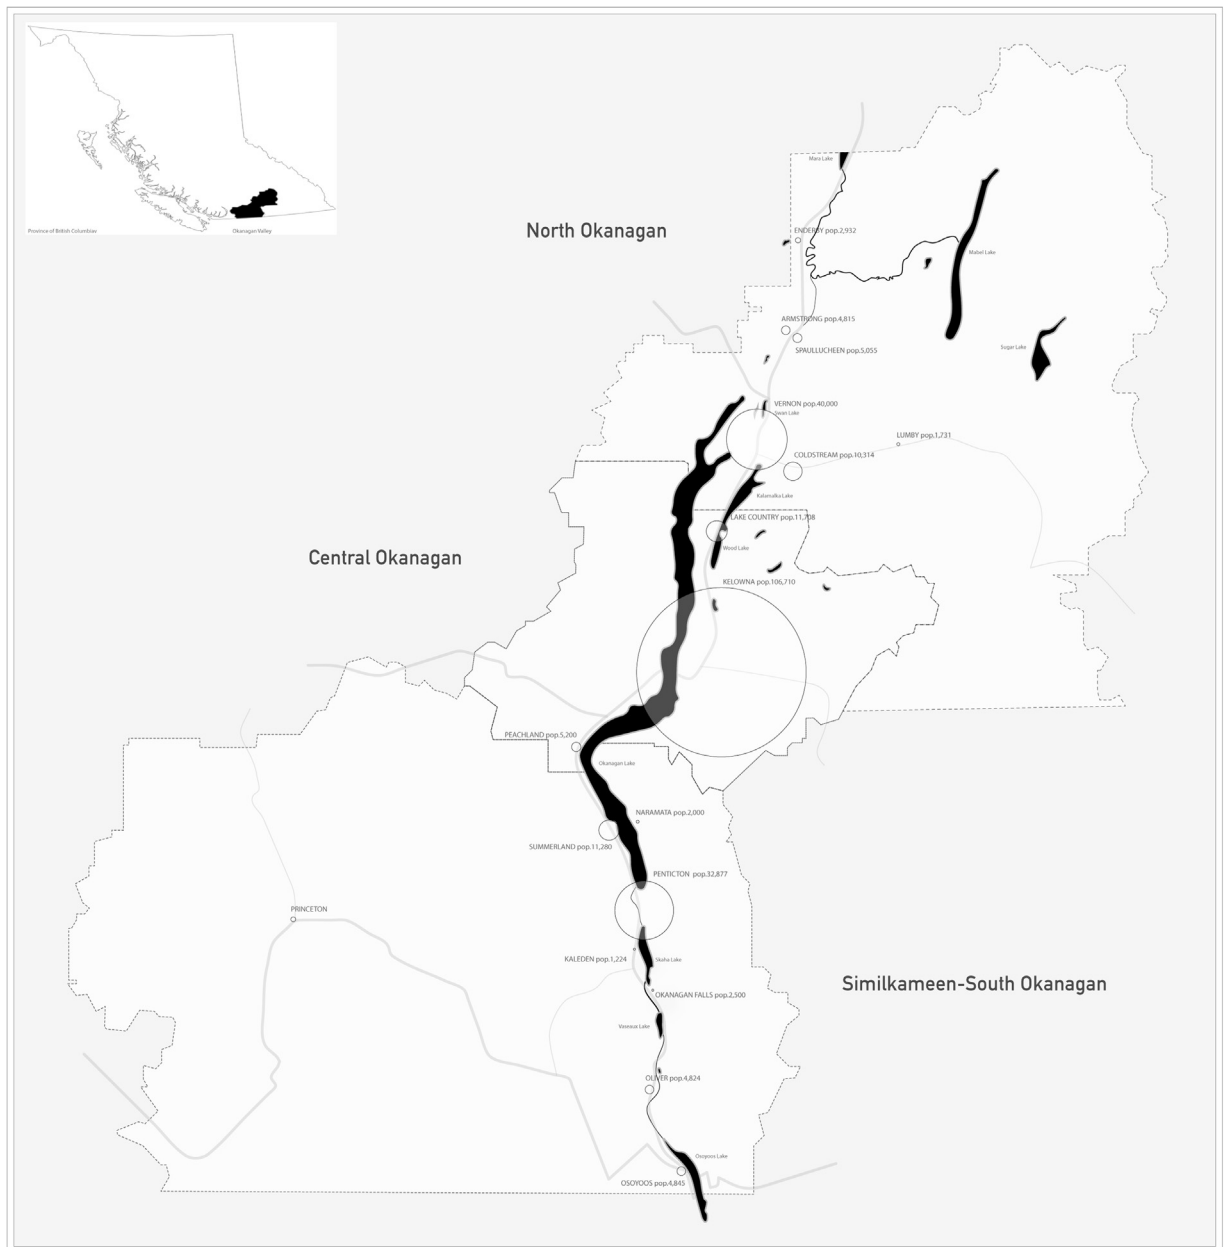 Province of British Columbiav
Okanagan Valley
Mara Lake
North Okanagan
ENDERBY pop.2,932
Mabel Lake
ARMSTRONG pop.4,815
SPAULLUCHEEN pop.5,055
Sugar Lake
VERNON pop.40,000
Swan Lake
LUMBY pop.1,731
COLDSTREAM pop.10,314
Kalamalka Lake
LAKE COUNTRY pop.11,708
Wood Lake
Central Okanagan
KELOWNA pop.106,710
PEACHLAND pop.5,200
Okanagan Lake
NARAMATA pop.2,000
SUMMERLAND pop.11,280
PENTICTON pop.32,877
PRINCETON
KALEDEN pop.1,224
Skaha Lake
Similkameen-South Okanagan
OKANAGAN FALLS pop.2,500
Vaseaux Lake
OLIVER pop.4,824
Osoyoos Lake
OSOYOOS pop.4,845